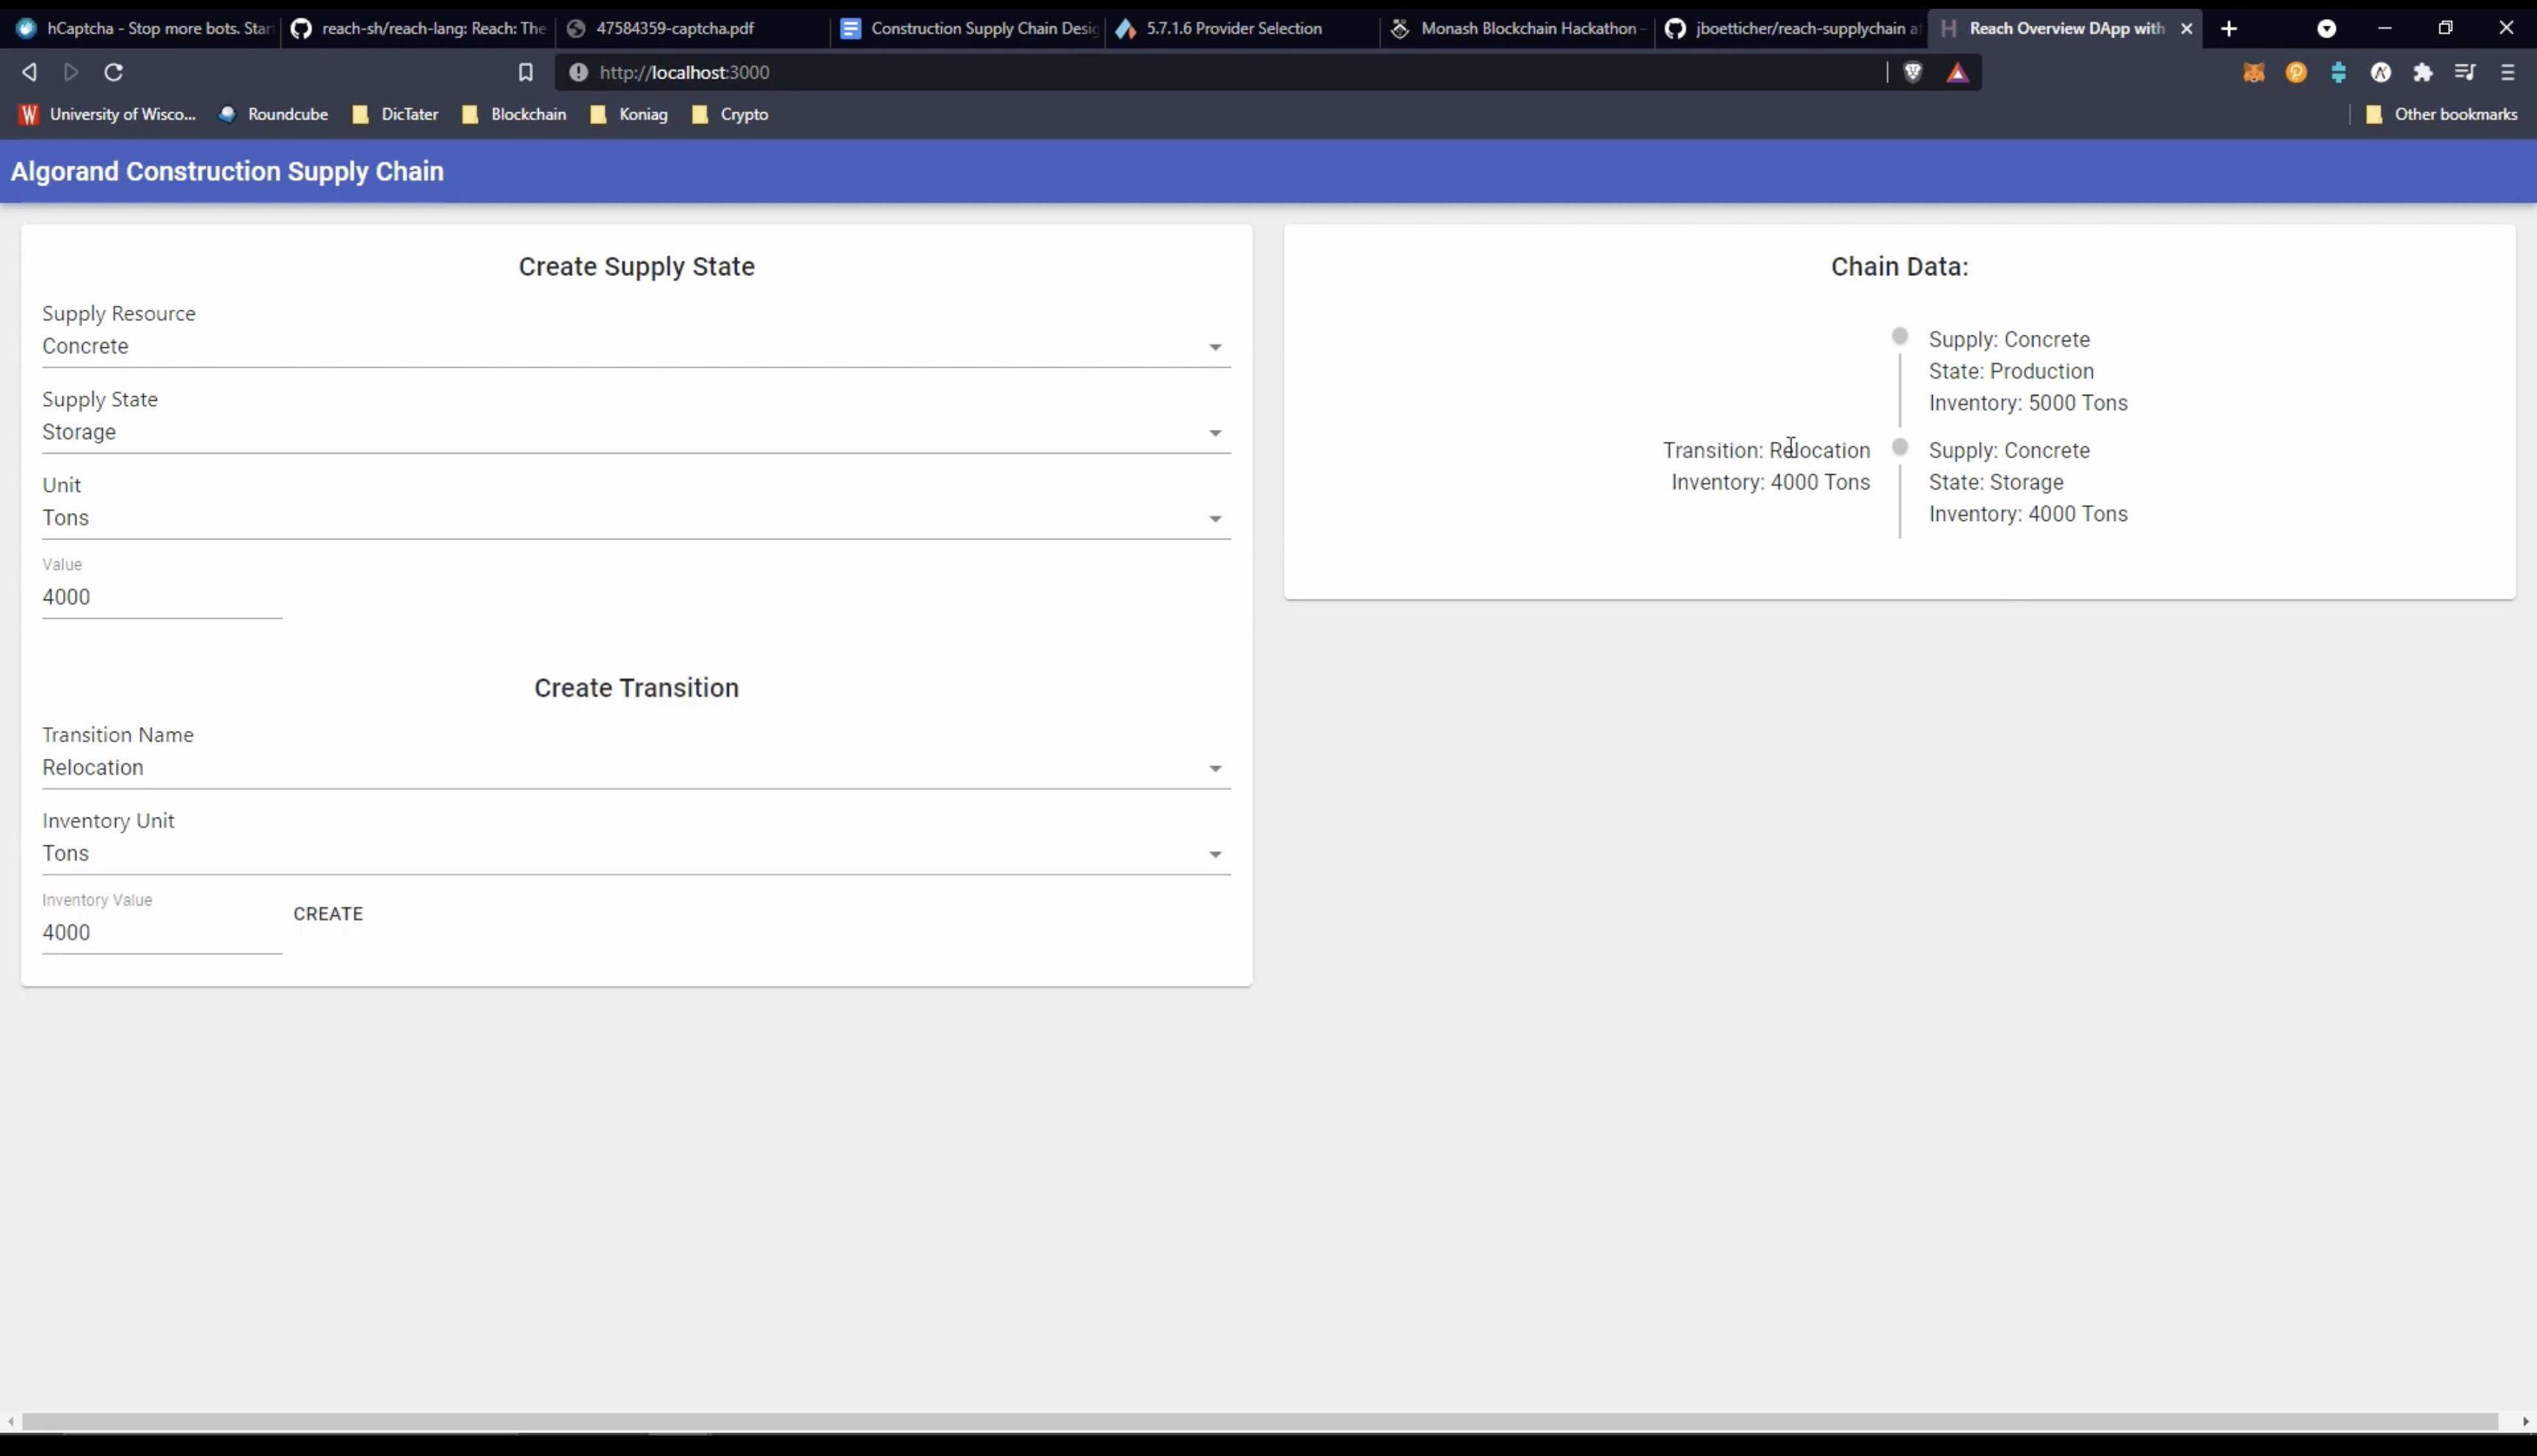 hCaptcha - Stop more bots. Star
reach-sh/reach-lang: Reach: The
47584359-captcha.pdf
Construction Supply Chain Desig
5.7.1.6 Provider Selection
Monash Blockchain Hackathon -
jboetticher/reach-supplychain at
Reach Overview DApp with
http://localhost:3000
University of Wisco...
Roundcube
DicTater
Blockchain
Koniag
Crypto
Other bookmarks
Algorand Construction Supply Chain
Create Supply State
Supply Resource
Concrete
Supply State
Storage
Unit
Tons
Value
4000
Create Transition
Transition Name
Relocation
Inventory Unit
Tons
Inventory Value
4000
CREATE
Chain Data:
Supply: Concrete
State: Production
Inventory: 5000 Tons
Transition: Relocation
Inventory: 4000 Tons
Supply: Concrete
State: Storage
Inventory: 4000 Tons